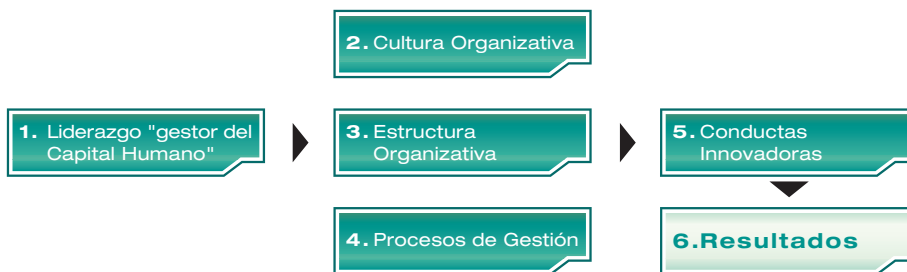 1. Liderazgo "gestor del
Capital Humano"
2. Cultura Organizativa
3. Estructura
Organizativa
4. Procesos de Gestión
5. Conductas
Innovadoras
6.Resultados